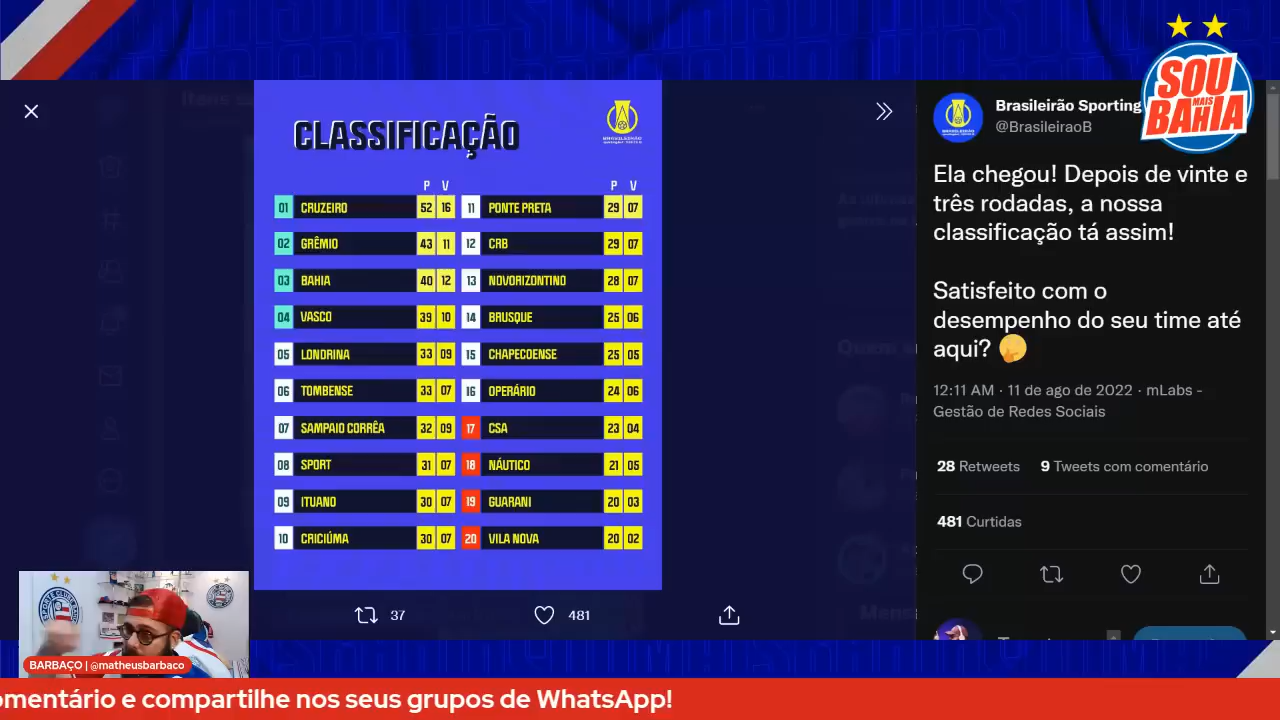 SOU
MAIS
BAHIA
CLASSIFICAÇÃO
P V
01 CRUZEIRO 52 16
02 GRÊMIO 43 11
03 BAHIA 40 12
04 VASCO 39 10
05 LONDRINA 33 09
06 TOMBENSE 33 07
07 SAMPAIO CORRÊA 32 09
08 SPORT 31 07
09 ITUANO 30 07
10 CRICIÚMA 30 07
P V
11 PONTE PRETA 29 07
12 CRB 29 07
13 NOVORIZONTINO 28 07
14 BRUSQUE 25 06
15 CHAPECOENSE 25 05
16 OPERÁRIO 24 06
17 CSA 23 04
18 NÁUTICO 21 05
19 GUARANI 20 03
20 VILA NOVA 20 02
37
481
Brasileirão Sporting
@BrasileiraoB
Ela chegou! Depois de vinte e
três rodadas, a nossa
classificação tá assim!
Satisfeito com o
desempenho do seu time até
aqui? 🤔
12:11 AM · 11 de ago de 2022 · mLabs -
Gestão de Redes Sociais
28 Retweets 9 Tweets com comentário
481 Curtidas
BARBAÇO | @matheusbarbaco
omentário e compartilhe nos seus grupos de WhatsApp!